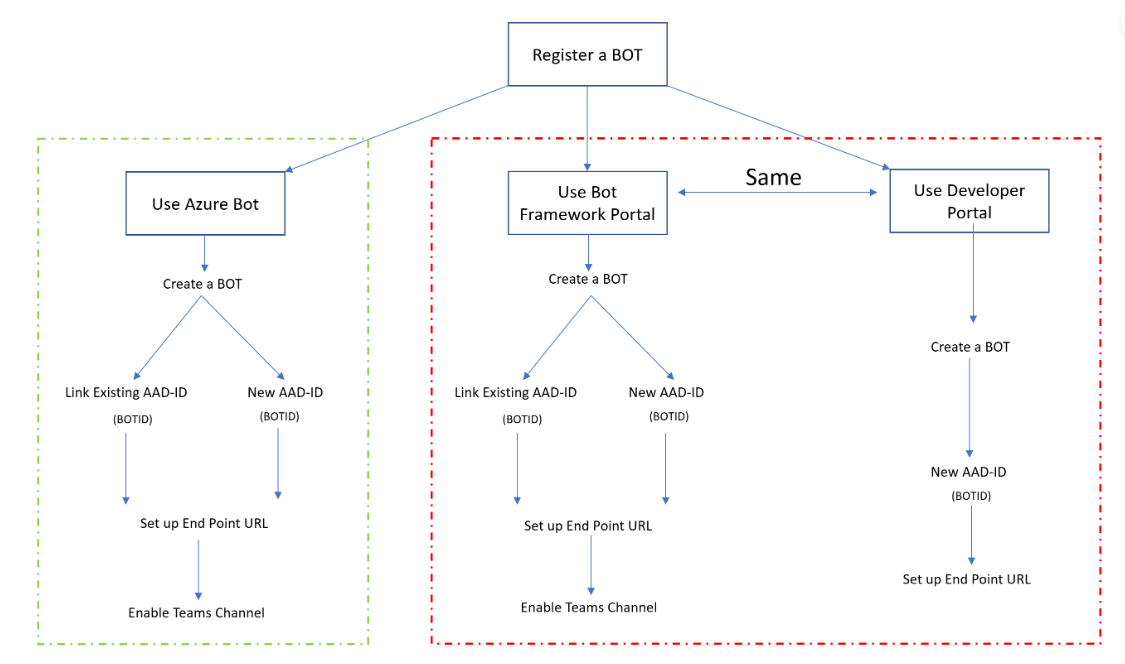 Register a BOT
Use Azure Bot
Use Bot
Framework Portal
Same
Use Developer
Portal
Create a BOT
Create a BOT
Create a BOT
Link Existing AAD-ID
(BOTID)
New AAD-ID
(BOTID)
Link Existing AAD-ID
(BOTID)
New AAD-ID
(BOTID)
New AAD-ID
(BOTID)
Set up End Point URL
Set up End Point URL
Set up End Point URL
Enable Teams Channel
Enable Teams Channel